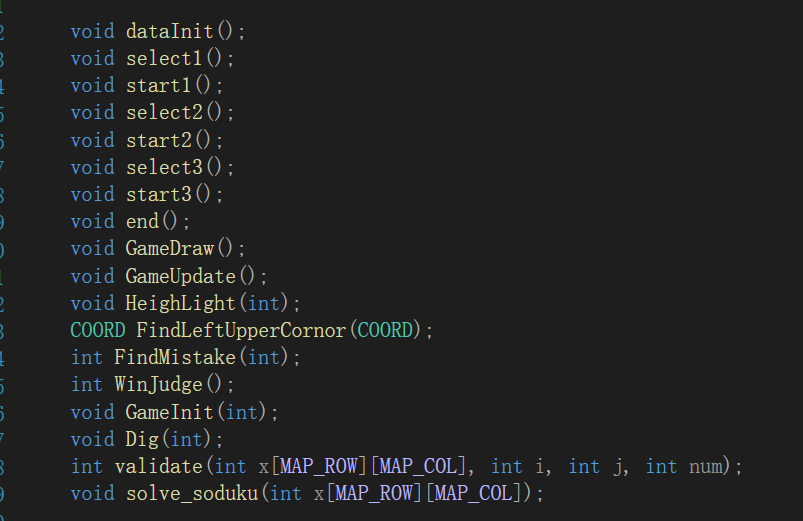 void dataInit();
void select1();
void start1();
void select2();
void start2();
void select3();
void start3();
void end();
void GameDraw();
void GameUpdate();
void HeighLight(int);
COORD FindLeftUpperCornor(COORD);
int FindMistake(int);
int WinJudge();
void GameInit(int);
void Dig(int);
int validate(int x[MAP_ROW][MAP_COL], int i, int j, int num);
void solve_soduku(int x[MAP_ROW][MAP_COL]);